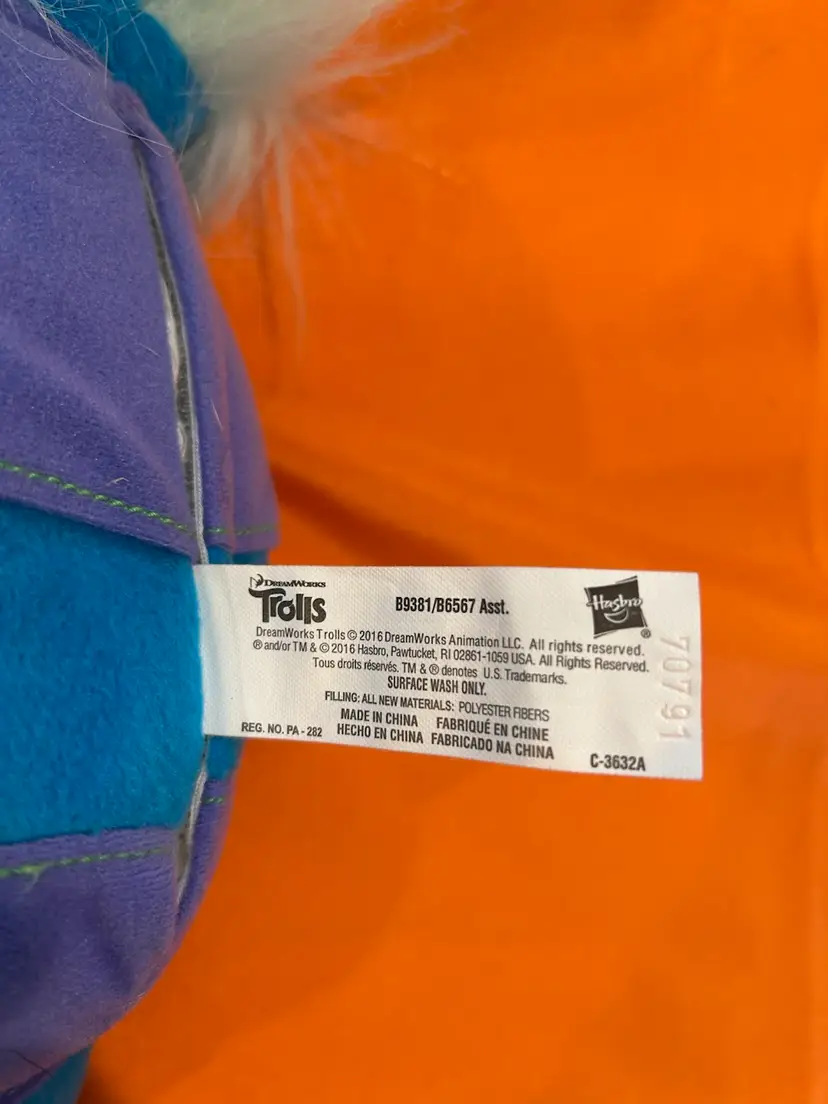 DREAMWORKS
Trolls
B9381/B6567 Asst.
Hasbro
®
DreamWorks Trolls © 2016 DreamWorks Animation LLC. All rights reserved.
® and/or TM & © 2016 Hasbro, Pawtucket, RI 02861-1059 USA. All Rights Reserved.
Tous droits réservés. TM & ® denotes U.S. Trademarks.
SURFACE WASH ONLY.
FILLING: ALL NEW MATERIALS: POLYESTER FIBERS
MADE IN CHINA FABRIQUÉ EN CHINE
REG. NO. PA - 282 HECHO EN CHINA FABRICADO NA CHINA
C-3632A
70791